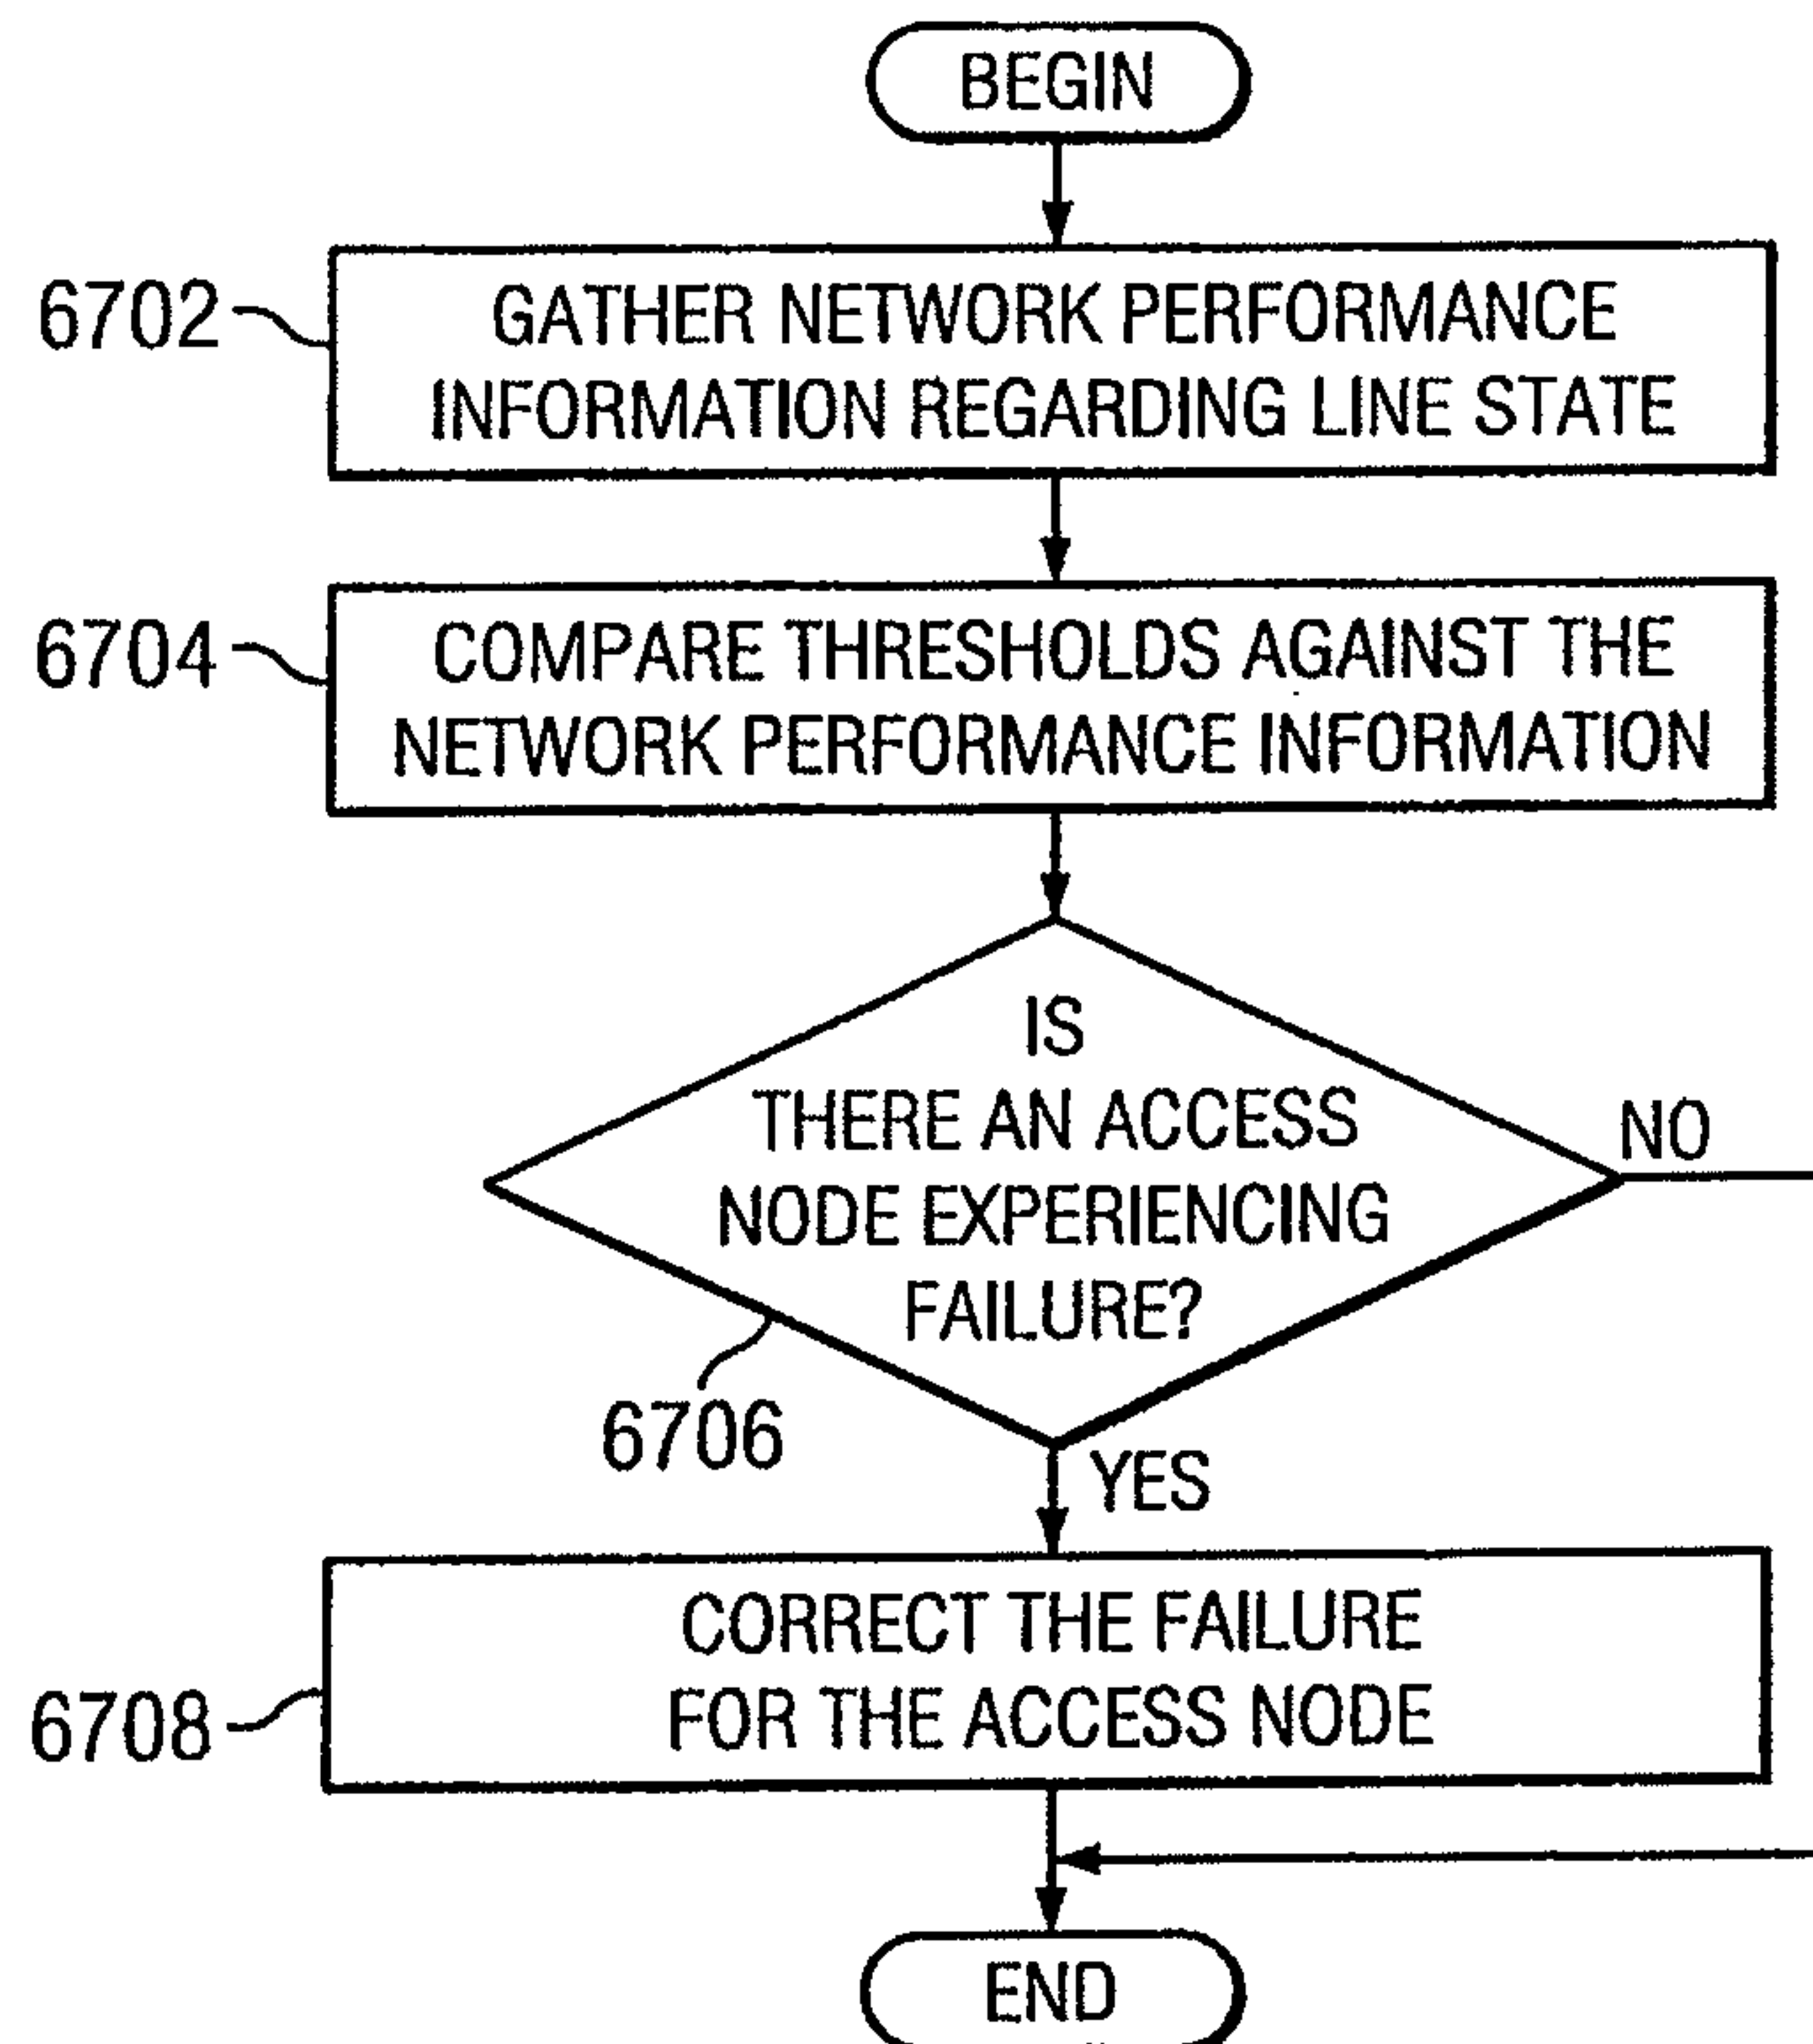 BEGIN
6702
GATHER NETWORK PERFORMANCE
INFORMATION REGARDING LINE STATE
6704
COMPARE THRESHOLDS AGAINST THE
NETWORK PERFORMANCE INFORMATION
IS
THERE AN ACCESS
NODE EXPERIENCING
FAILURE?
NO
6706
YES
CORRECT THE FAILURE
FOR THE ACCESS NODE
6708
END